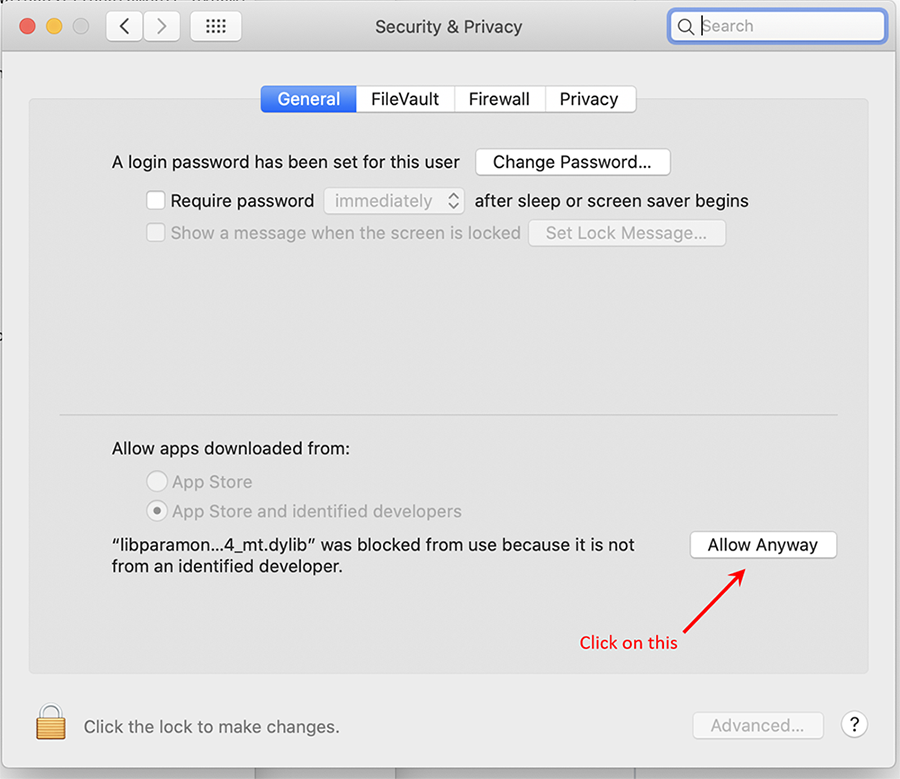 Security & Privacy
Search
General
FileVault
Firewall
Privacy
A login password has been set for this user
Change Password...
Require password immediately after sleep or screen saver begins
Show a message when the screen is locked
Set Lock Message...
Allow apps downloaded from:
App Store
App Store and identified developers
“libparamon...4_mt.dylib” was blocked from use because it is not
from an identified developer.
Allow Anyway
Click on this
Click the lock to make changes.
Advanced...
?